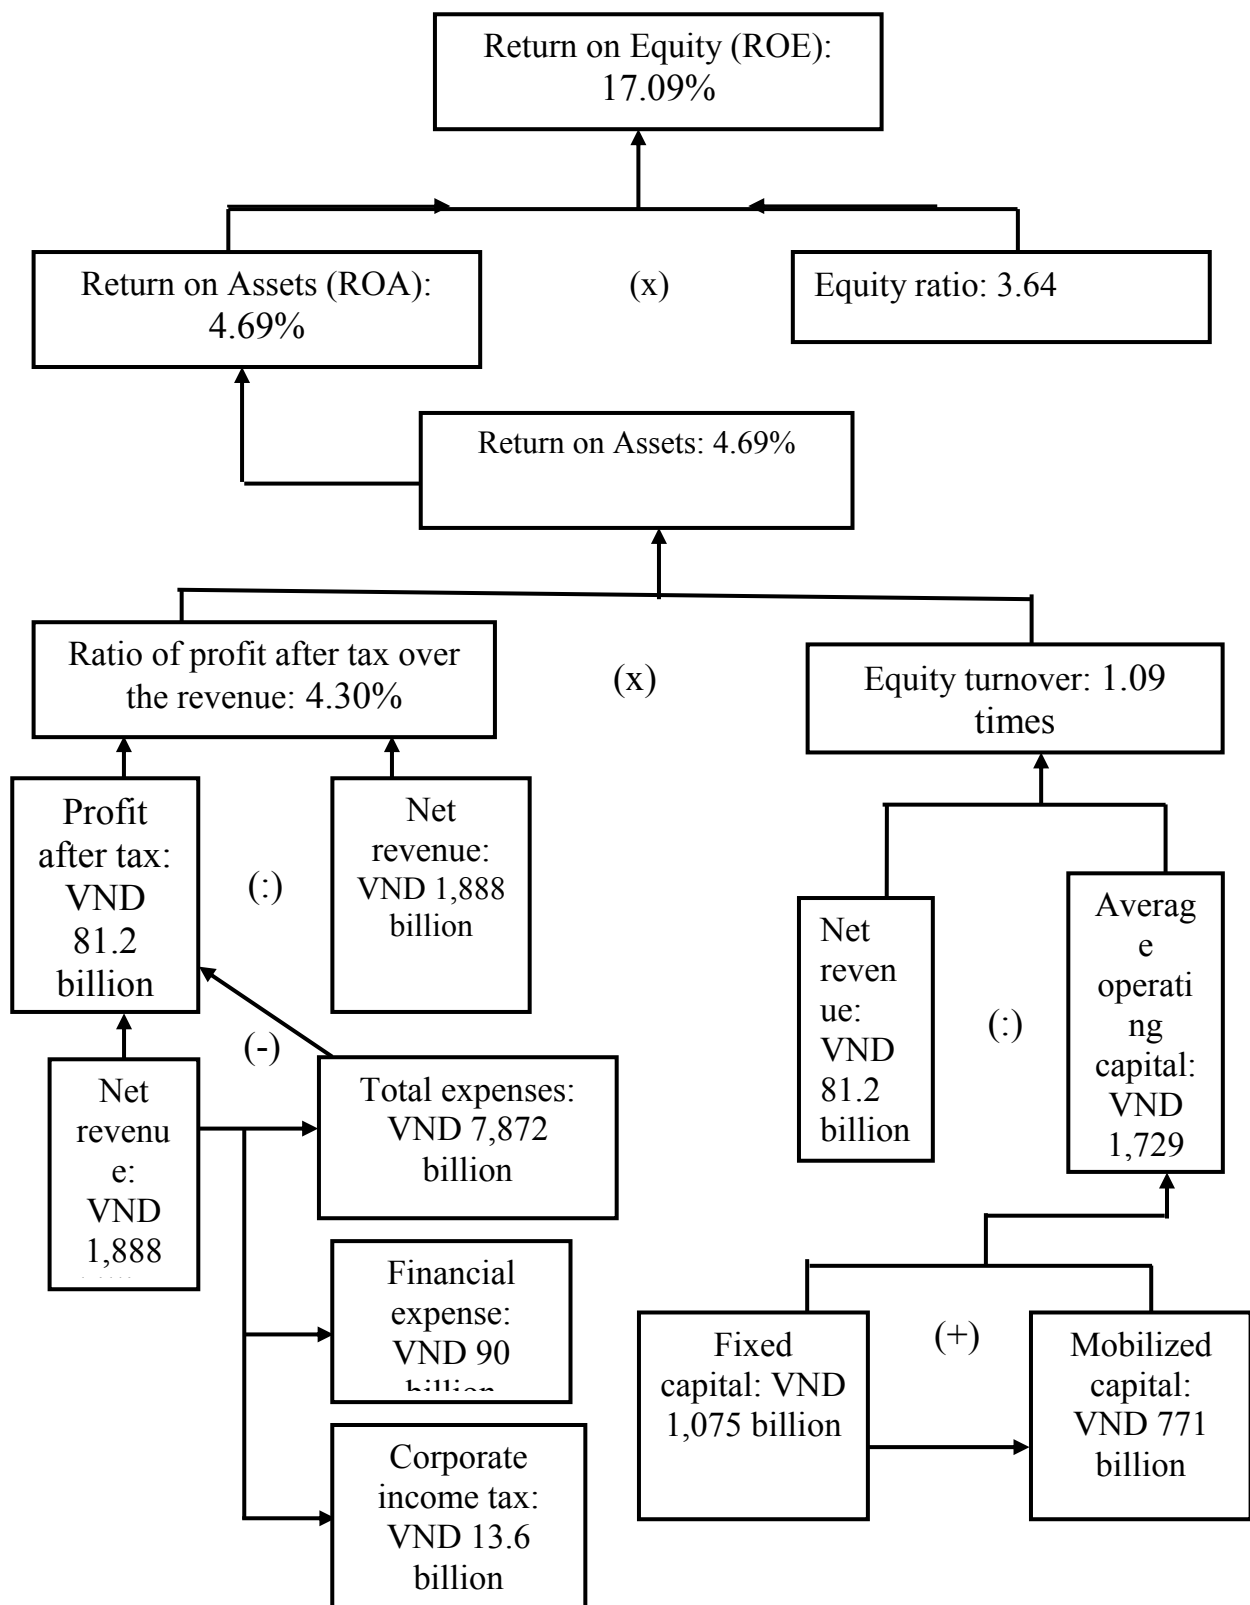 Return on Equity (ROE):
17.09%
Return on Assets (ROA):
4.69%
(x)
Equity ratio: 3.64
Return on Assets: 4.69%
Ratio of profit after tax over
the revenue: 4.30%
(x)
Equity turnover: 1.09
times
Profit
after tax:
VND
81.2
billion
(:)
Net
revenue:
VND 1,888
billion
Net
reven
ue:
VND
81.2
billion
(:)
Averag
e
operati
ng
capital:
VND
1,729
(-)
Net
revenu
e:
VND
1,888
Total expenses:
VND 7,872
billion
Financial
expense:
VND 90
billion
Corporate
income tax:
VND 13.6
billion
Fixed
capital: VND
1,075 billion
(+)
Mobilized
capital:
VND 771
billion